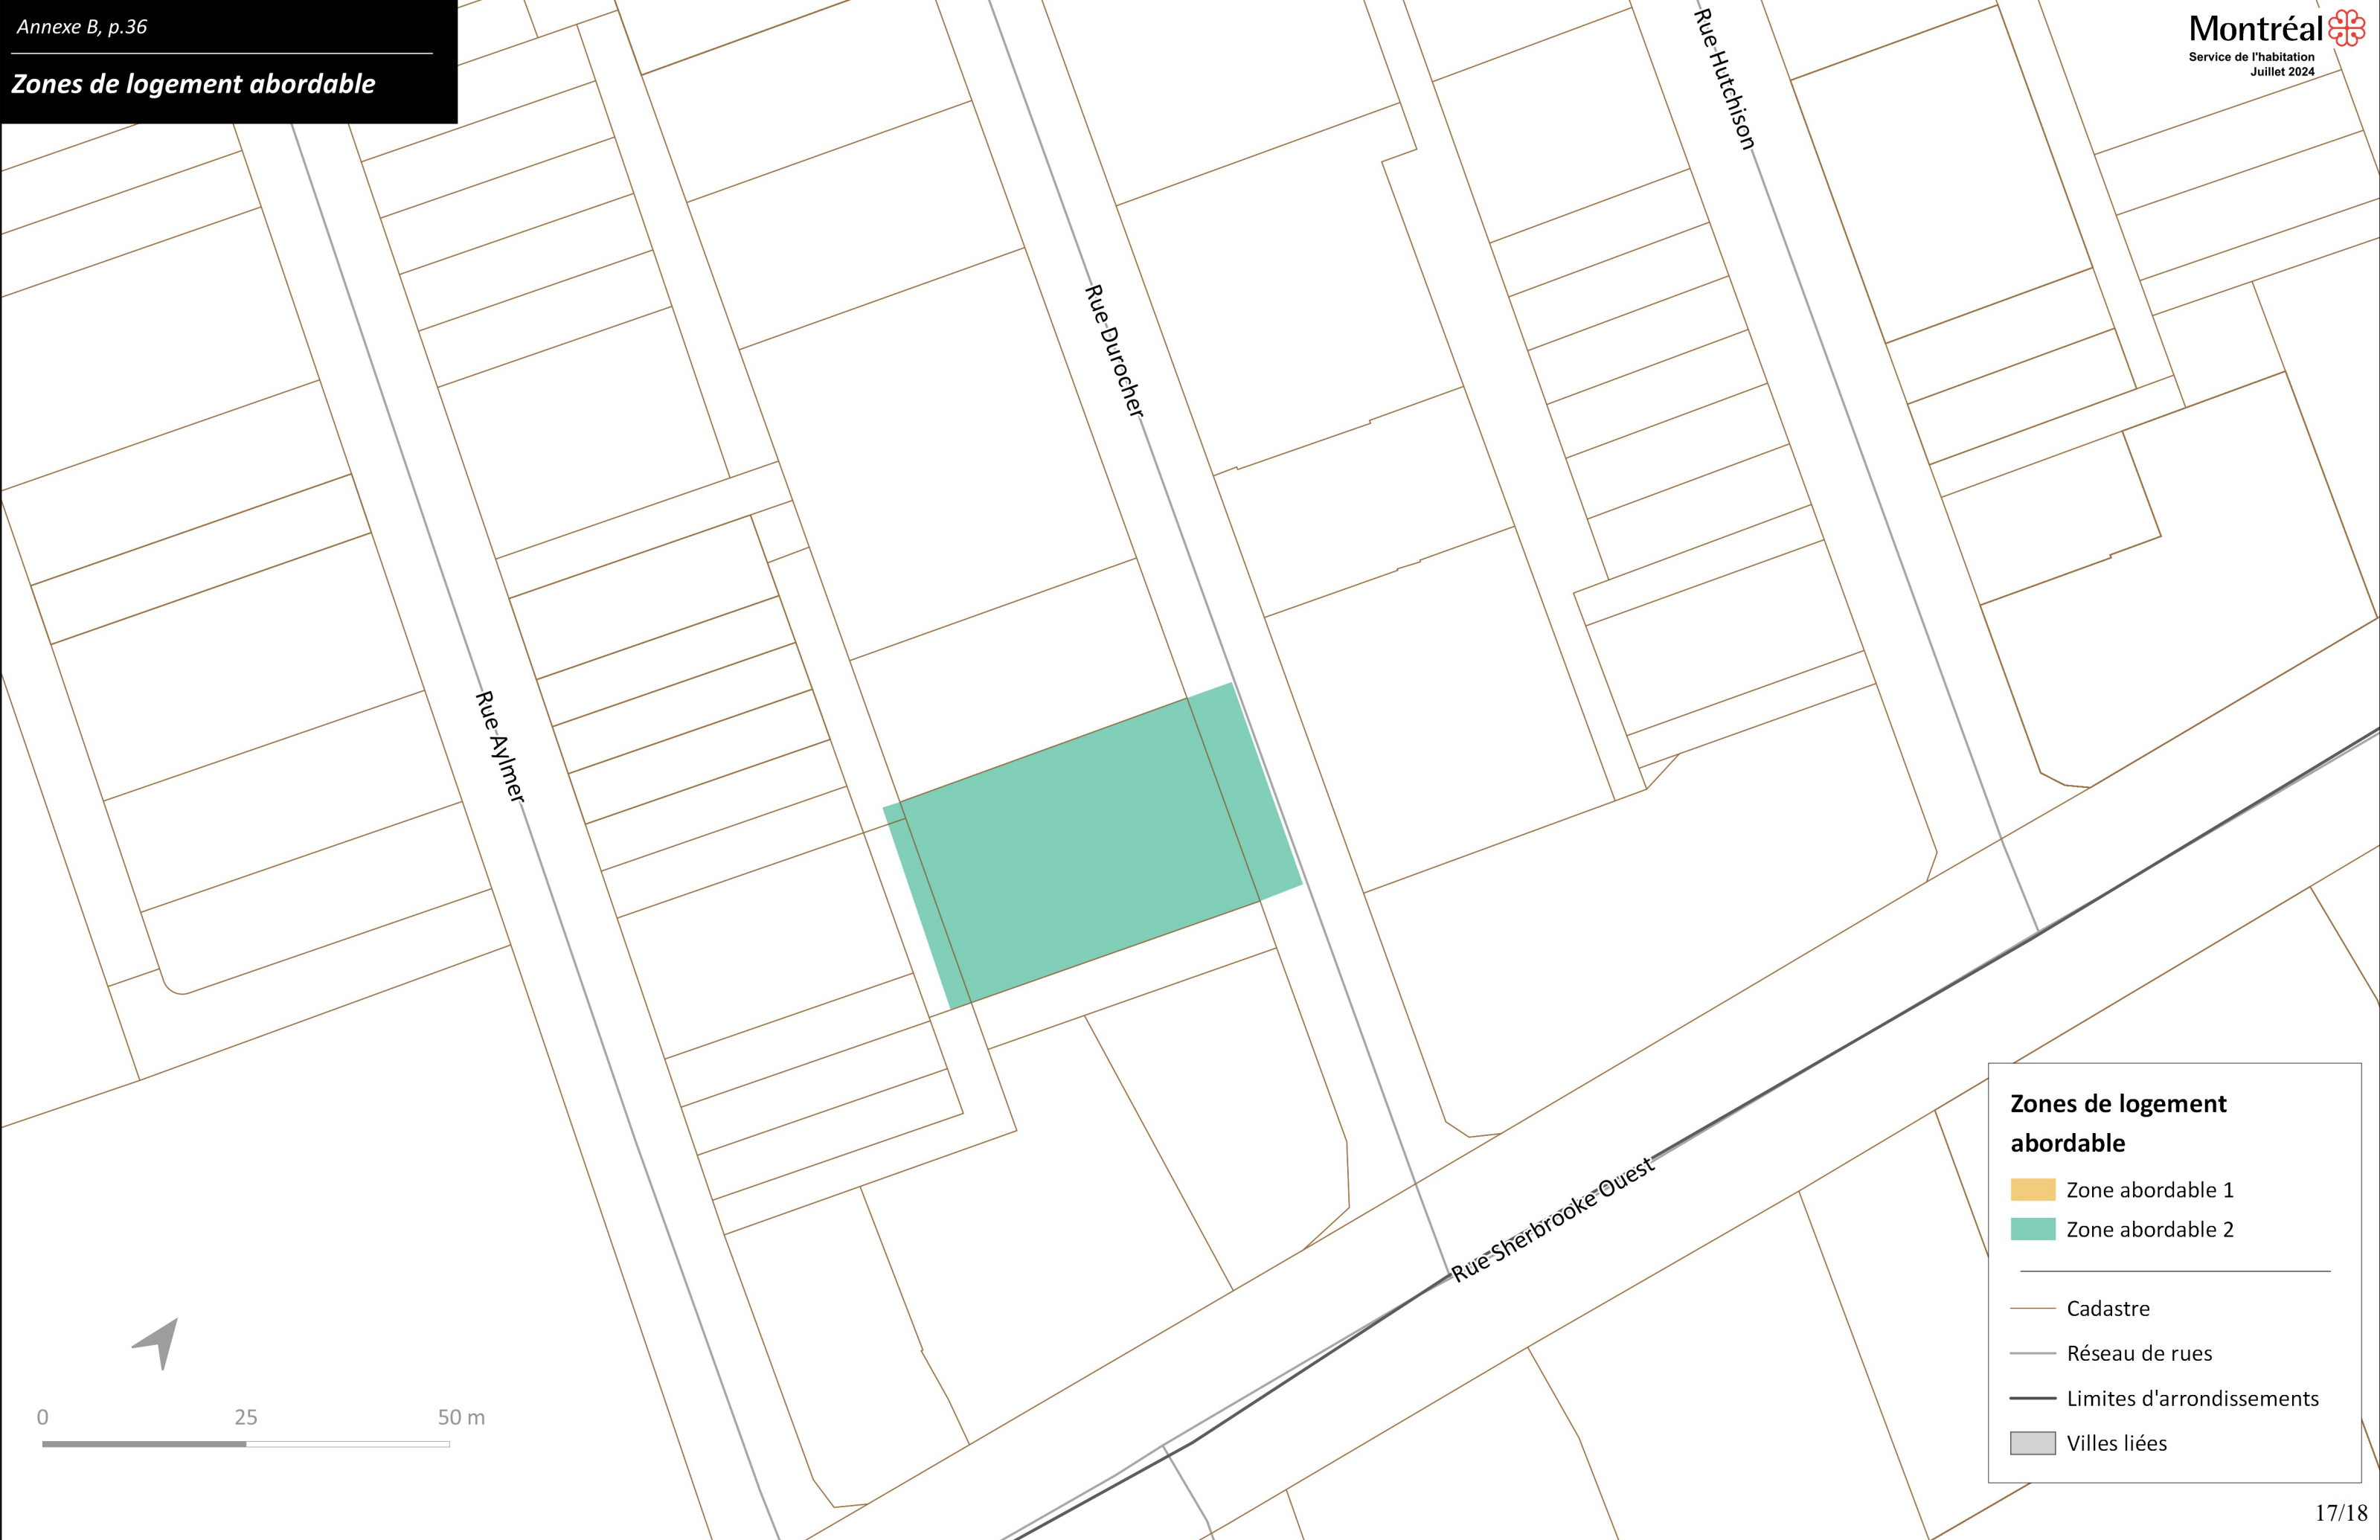 Annexe B, p.36
Zones de logement abordable
Montréal
Service de l'habitation
Juillet 2024
Rue Hutchison
Rue Durocher
Rue Aylmer
Rue Sherbrooke Ouest
Zones de logement
abordable
Zone abordable 1
Zone abordable 2
Cadastre
Réseau de rues
Limites d'arrondissements
Villes liées
0 25 50 m
17/18